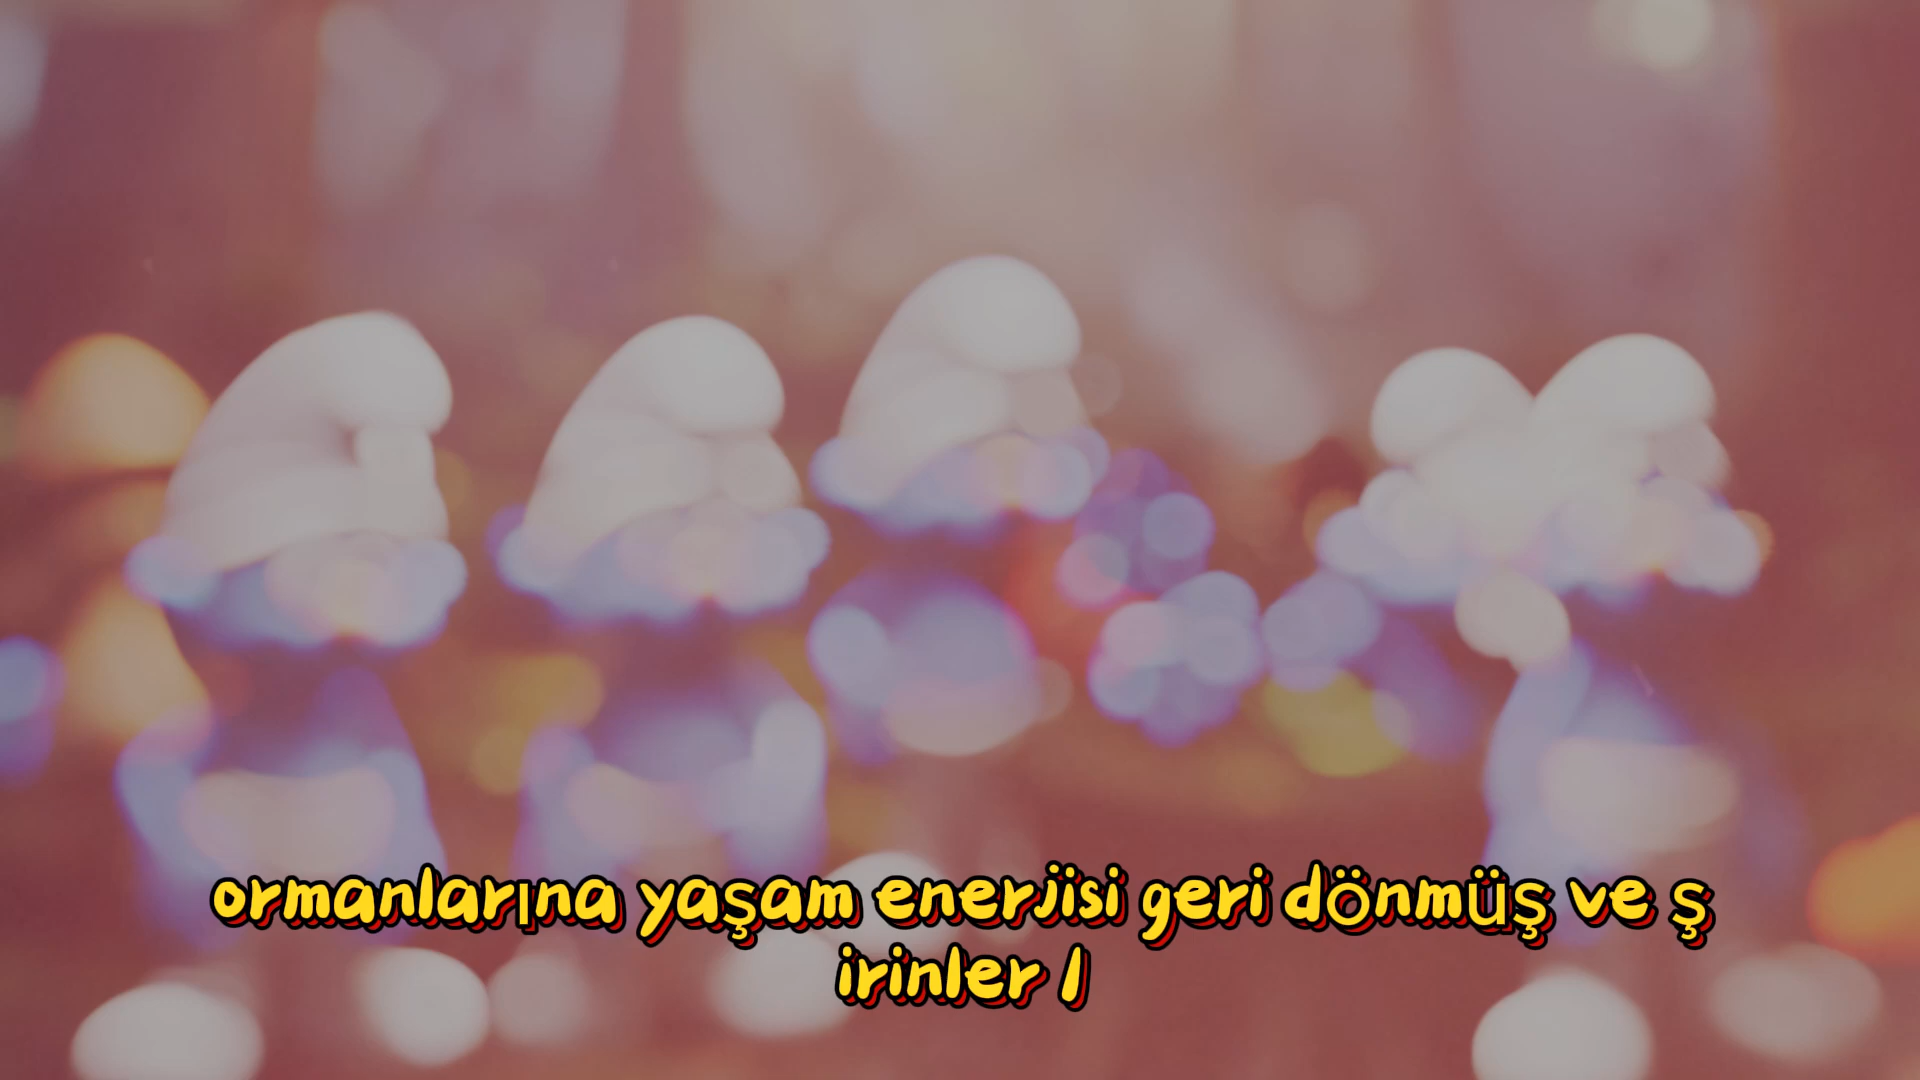 ormanlarına yaşam enerjisi geri dönmüş ve ş
irinler l